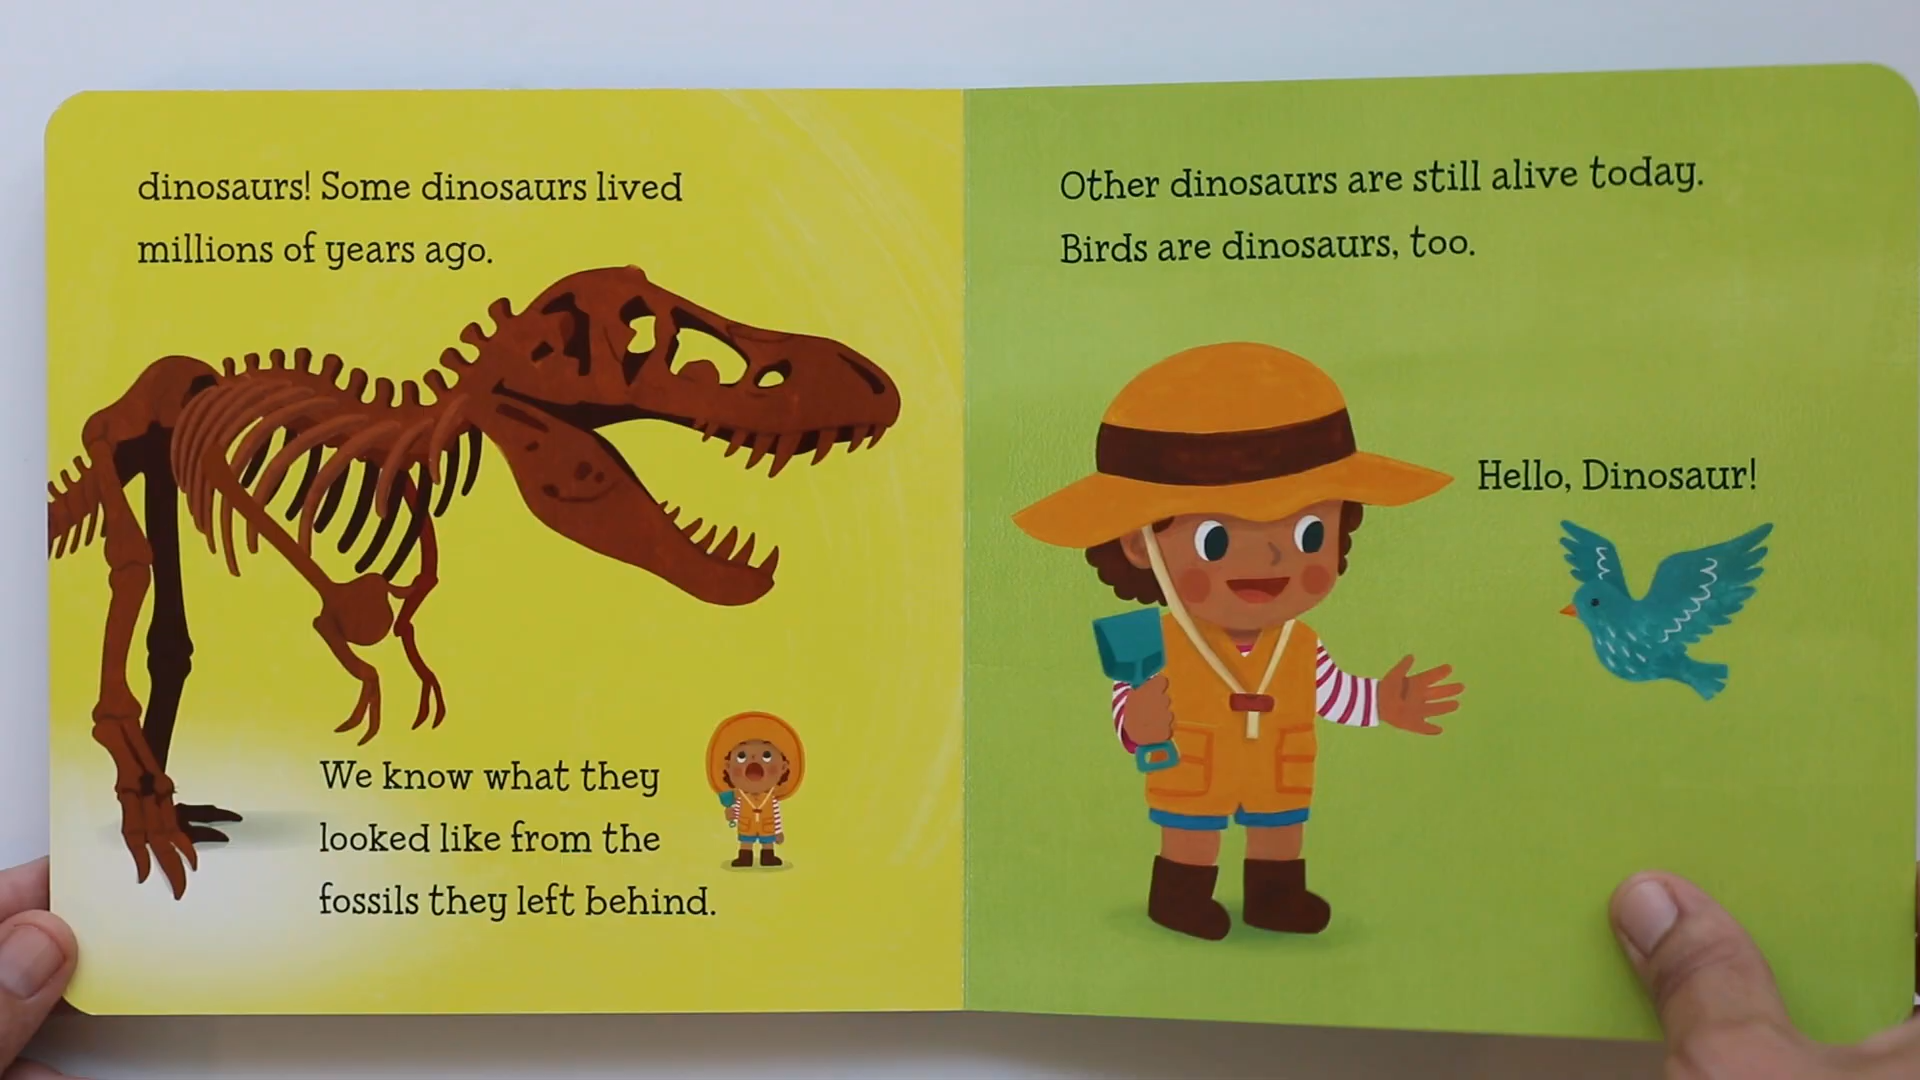 dinosaurs! Some dinosaurs lived
millions of years ago.
We know what they
looked like from the
fossils they left behind.
Other dinosaurs are still alive today.
Birds are dinosaurs, too.
Hello, Dinosaur!